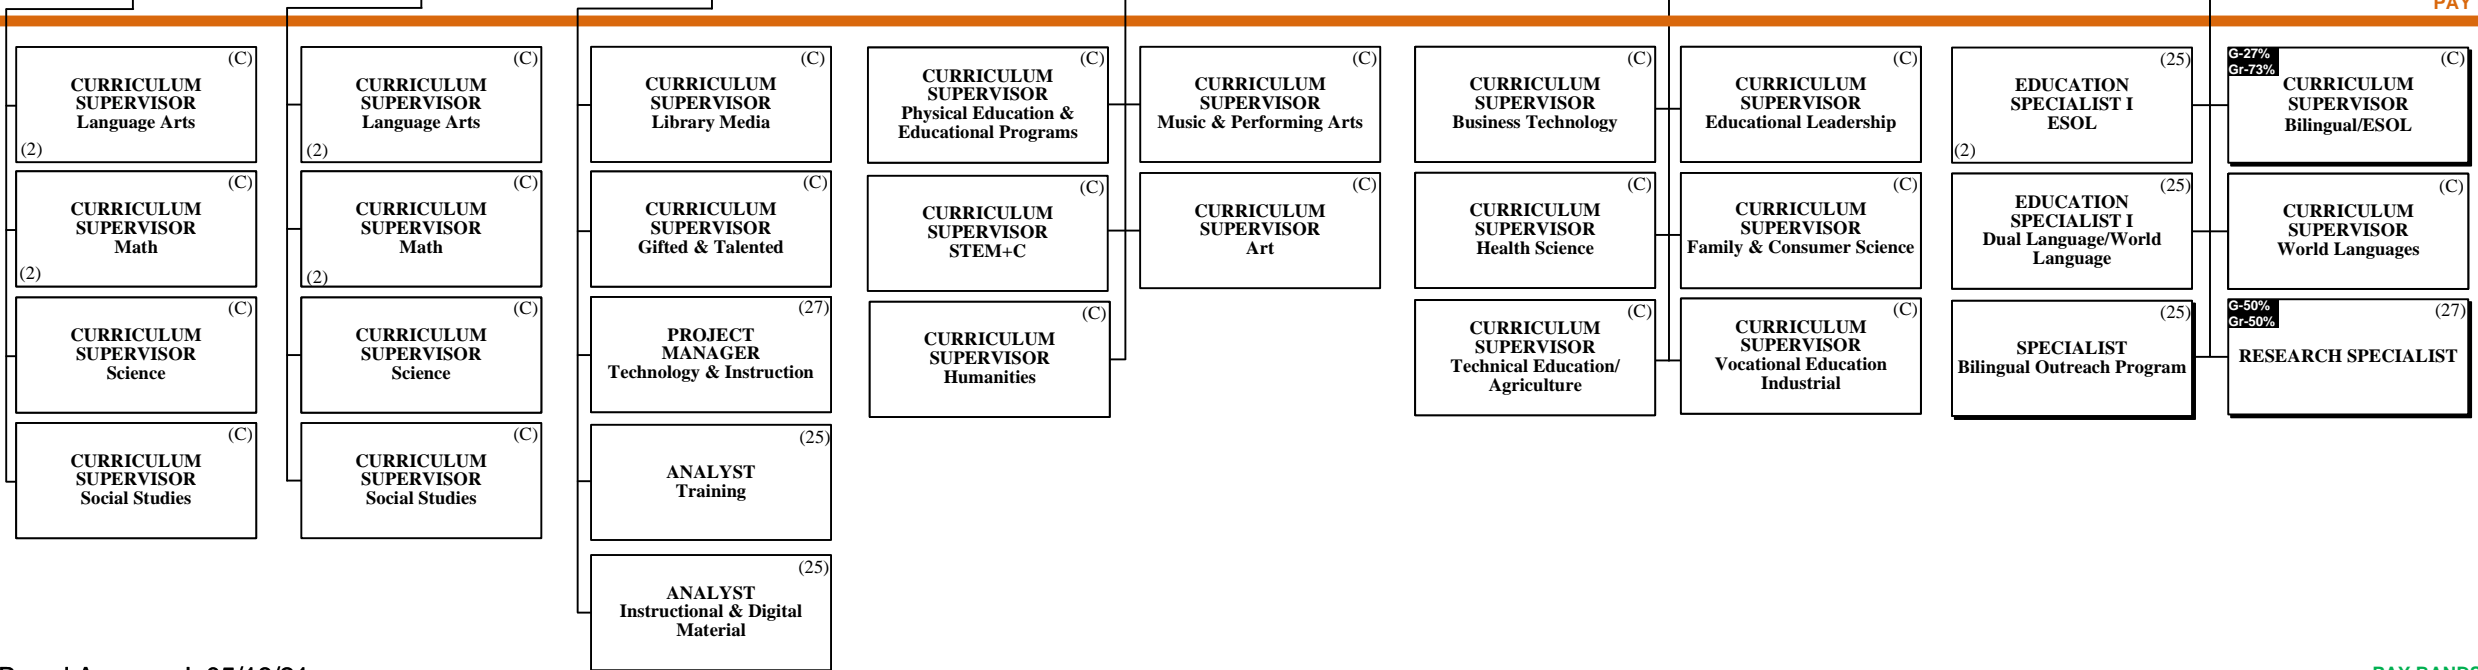 PAY
(C)
CURRICULUM
SUPERVISOR
Language Arts
(2)
(C)
CURRICULUM
SUPERVISOR
Math
(2)
(C)
CURRICULUM
SUPERVISOR
Science
(C)
CURRICULUM
SUPERVISOR
Social Studies
(C)
CURRICULUM
SUPERVISOR
Language Arts
(2)
(C)
CURRICULUM
SUPERVISOR
Math
(2)
(C)
CURRICULUM
SUPERVISOR
Science
(C)
CURRICULUM
SUPERVISOR
Social Studies
(C)
CURRICULUM
SUPERVISOR
Library Media
(C)
CURRICULUM
SUPERVISOR
Gifted & Talented
(27)
PROJECT
MANAGER
Technology & Instruction
(25)
ANALYST
Training
(25)
ANALYST
Instructional & Digital
Material
(C)
CURRICULUM
SUPERVISOR
Physical Education &
Educational Programs
(C)
CURRICULUM
SUPERVISOR
STEM+C
(C)
CURRICULUM
SUPERVISOR
Humanities
(C)
CURRICULUM
SUPERVISOR
Music & Performing Arts
(C)
CURRICULUM
SUPERVISOR
Art
(C)
CURRICULUM
SUPERVISOR
Business Technology
(C)
CURRICULUM
SUPERVISOR
Health Science
(C)
CURRICULUM
SUPERVISOR
Technical Education/
Agriculture
(C)
CURRICULUM
SUPERVISOR
Educational Leadership
(C)
CURRICULUM
SUPERVISOR
Family & Consumer Science
(C)
CURRICULUM
SUPERVISOR
Vocational Education
Industrial
(25)
EDUCATION
SPECIALIST I
ESOL
(2)
(25)
EDUCATION
SPECIALIST I
Dual Language/World
Language
(25)
SPECIALIST
Bilingual Outreach Program
G-27%
Gr-73%
(C)
CURRICULUM
SUPERVISOR
Bilingual/ESOL
(C)
CURRICULUM
SUPERVISOR
World Languages
G-50%
Gr-50%
(27)
RESEARCH SPECIALIST